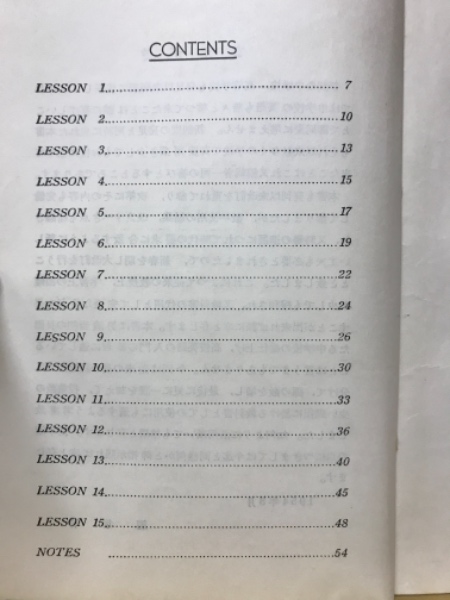 CONTENTS
LESSON 1 7
LESSON 2 10
LESSON 3 13
LESSON 4 15
LESSON 5 17
LESSON 6 19
LESSON 7 22
LESSON 8 24
LESSON 9 26
LESSON 10 30
LESSON 11 33
LESSON 12 36
LESSON 13 40
LESSON 14 45
LESSON 15 48
NOTES 54